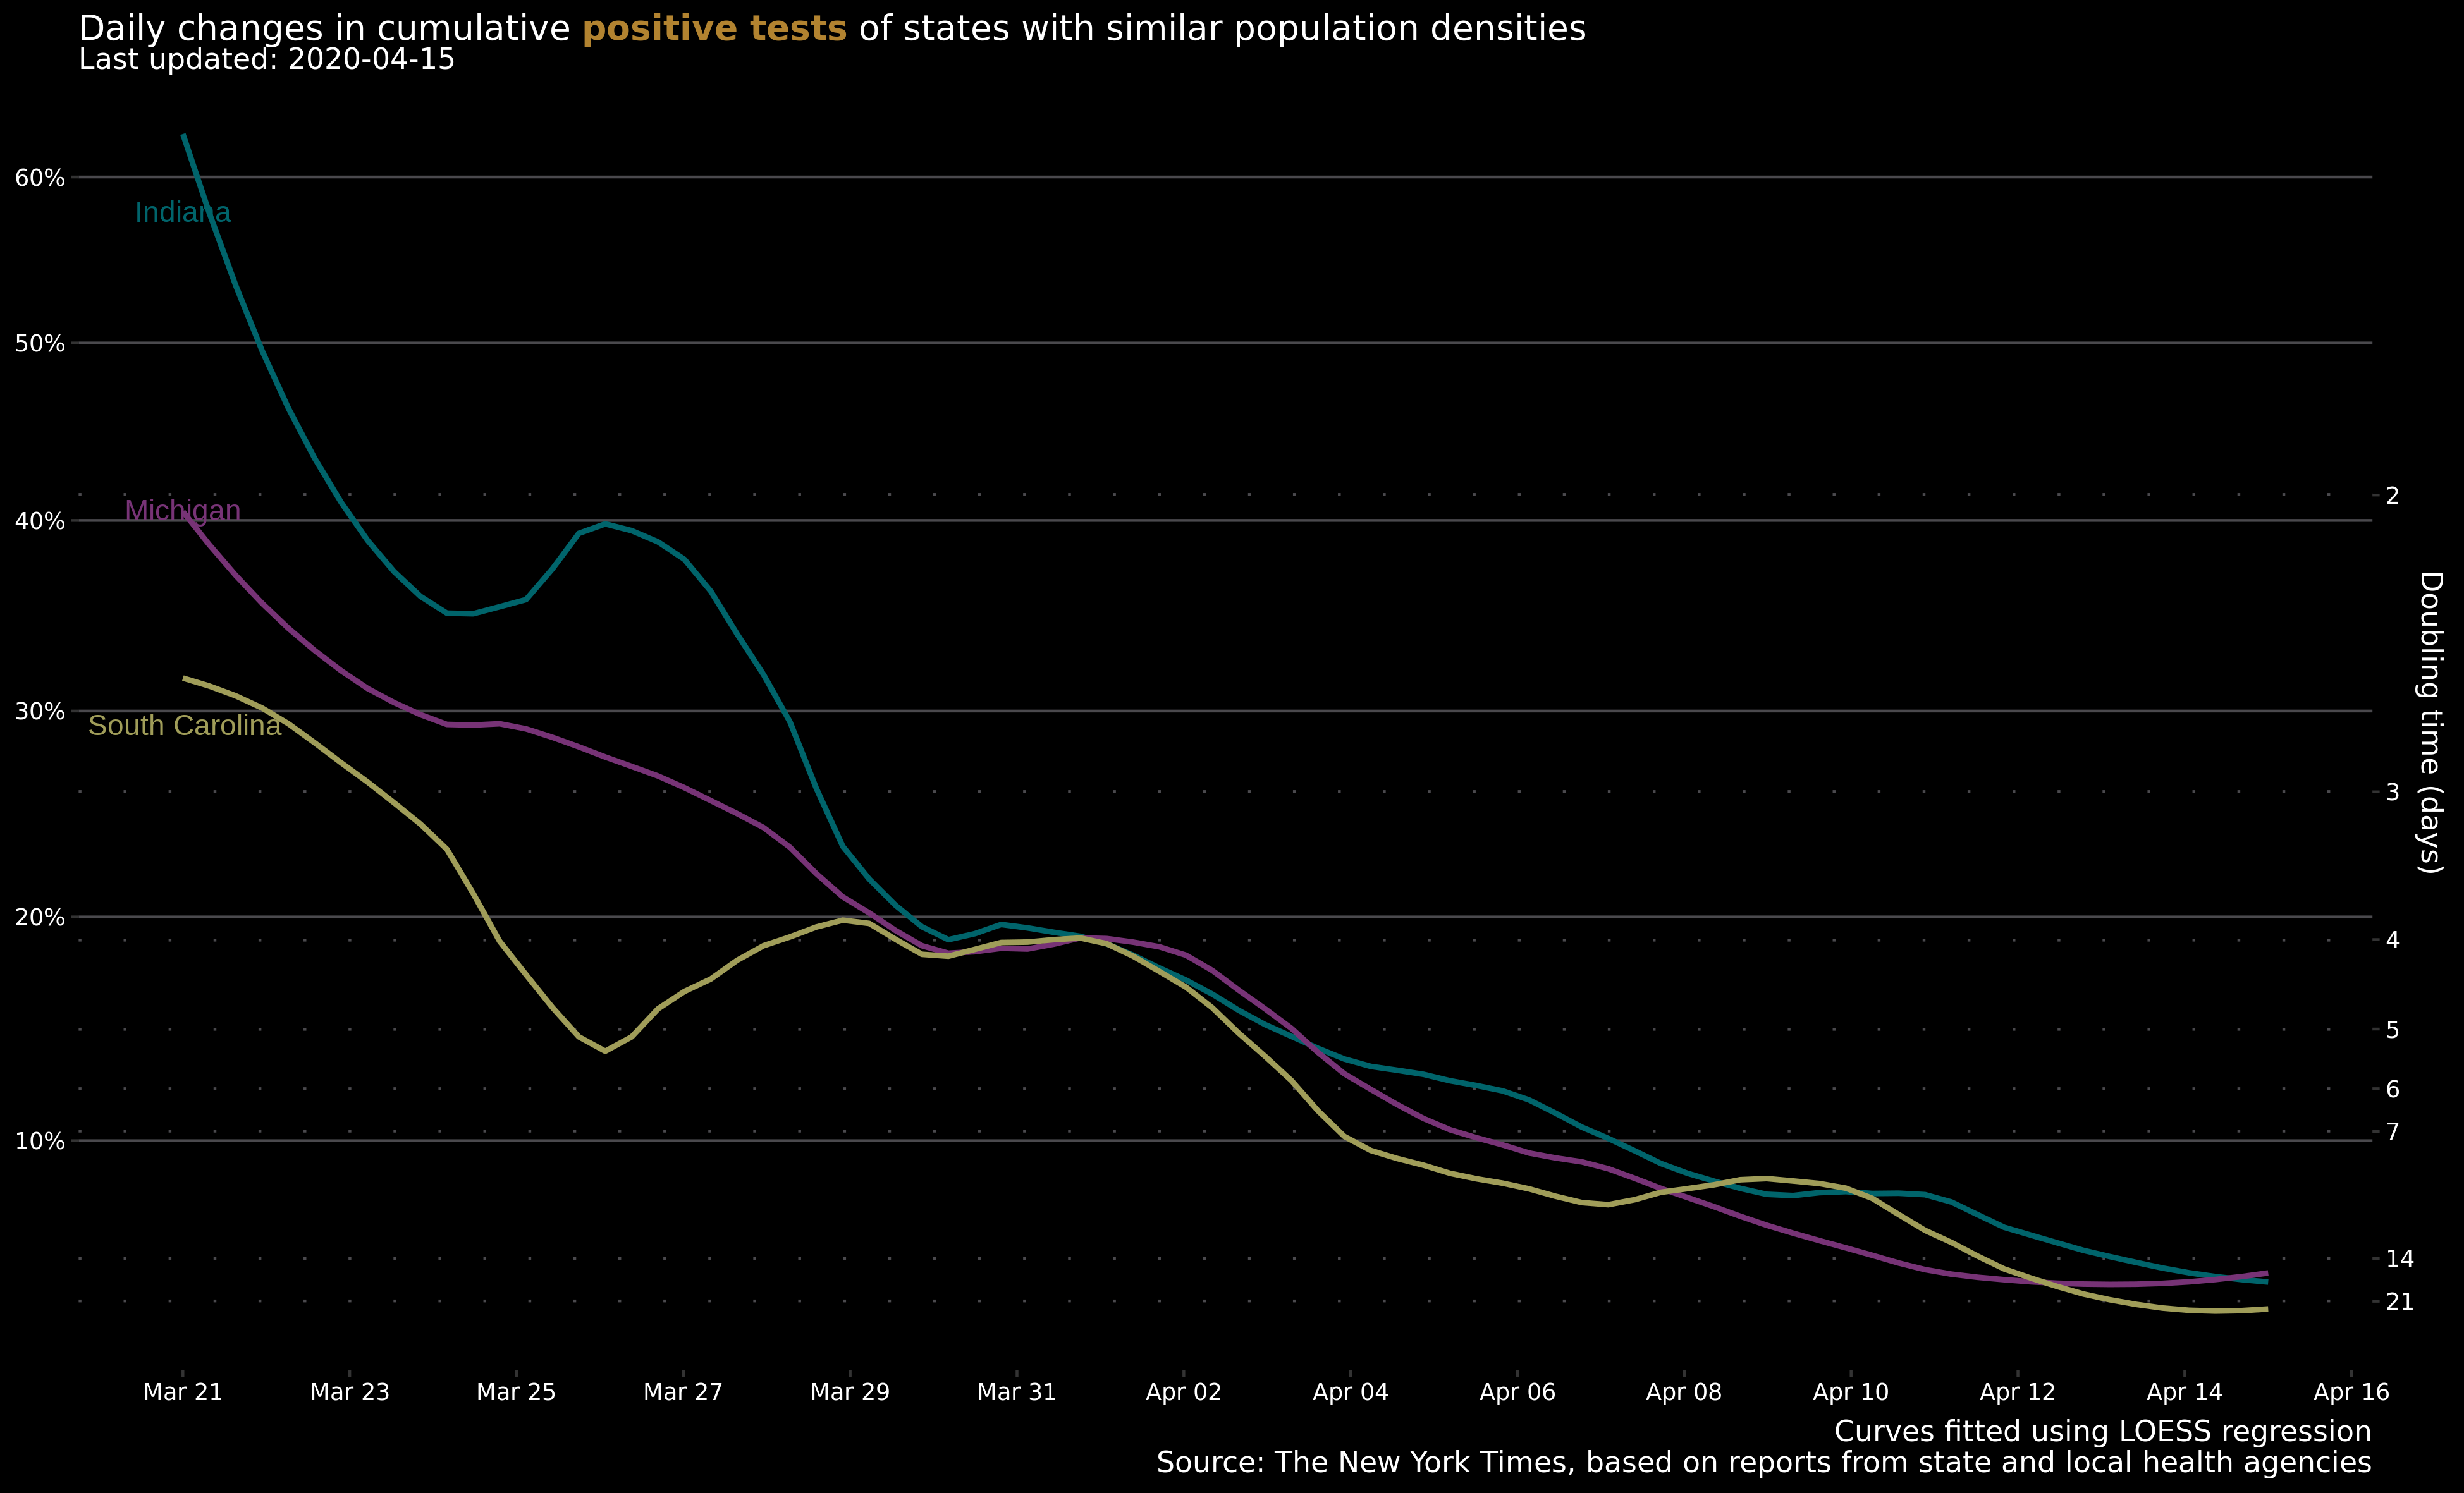 Daily changes in cumulative positive tests of states with similar population densities
Last updated: 2020-04-15
60%
50%
40%
30%
20%
10%
Indiana
Michigan
South Carolina
2
3
4
5
6
7
14
21
Doubling time (days)
Mar 21 Mar 23 Mar 25 Mar 27 Mar 29 Mar 31 Apr 02 Apr 04 Apr 06 Apr 08 Apr 10 Apr 12 Apr 14 Apr 16
Curves fitted using LOESS regression
Source: The New York Times, based on reports from state and local health agencies